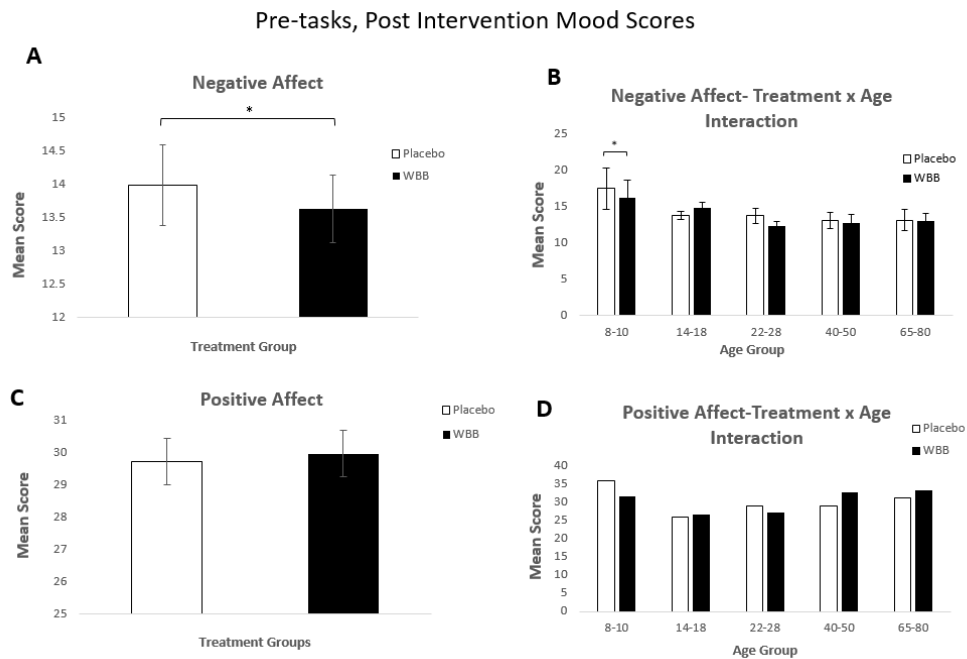 Pre-tasks, Post Intervention Mood Scores
A
Negative Affect
*
15
14.5
14
13.5
13
12.5
12
Mean Score
Treatment Group
Placebo
WBB
B
Negative Affect- Treatment x Age
Interaction
*
25
20
15
10
5
0
Mean Score
8-10 14-18 22-28 40-50 65-80
Age Group
Placebo
WBB
C
Positive Affect
31
30
29
28
27
26
25
Mean Score
Treatment Groups
Placebo
WBB
D
Positive Affect-Treatment x Age
Interaction
Placebo
WBB
40
35
30
25
20
15
10
5
0
Mean Score
8-10 14-18 22-28 40-50 65-80
Age Group